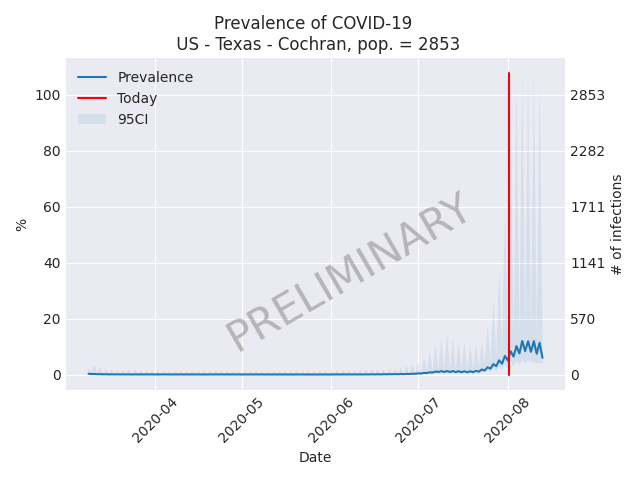 Prevalence of COVID-19
US - Texas - Cochran, pop. = 2853
Prevalence
Today
95CI
100
80
60
40
20
0
%
2853
2282
1711
1141
570
0
# of infections
PRELIMINARY
2020-04
2020-05
2020-06
2020-07
2020-08
Date